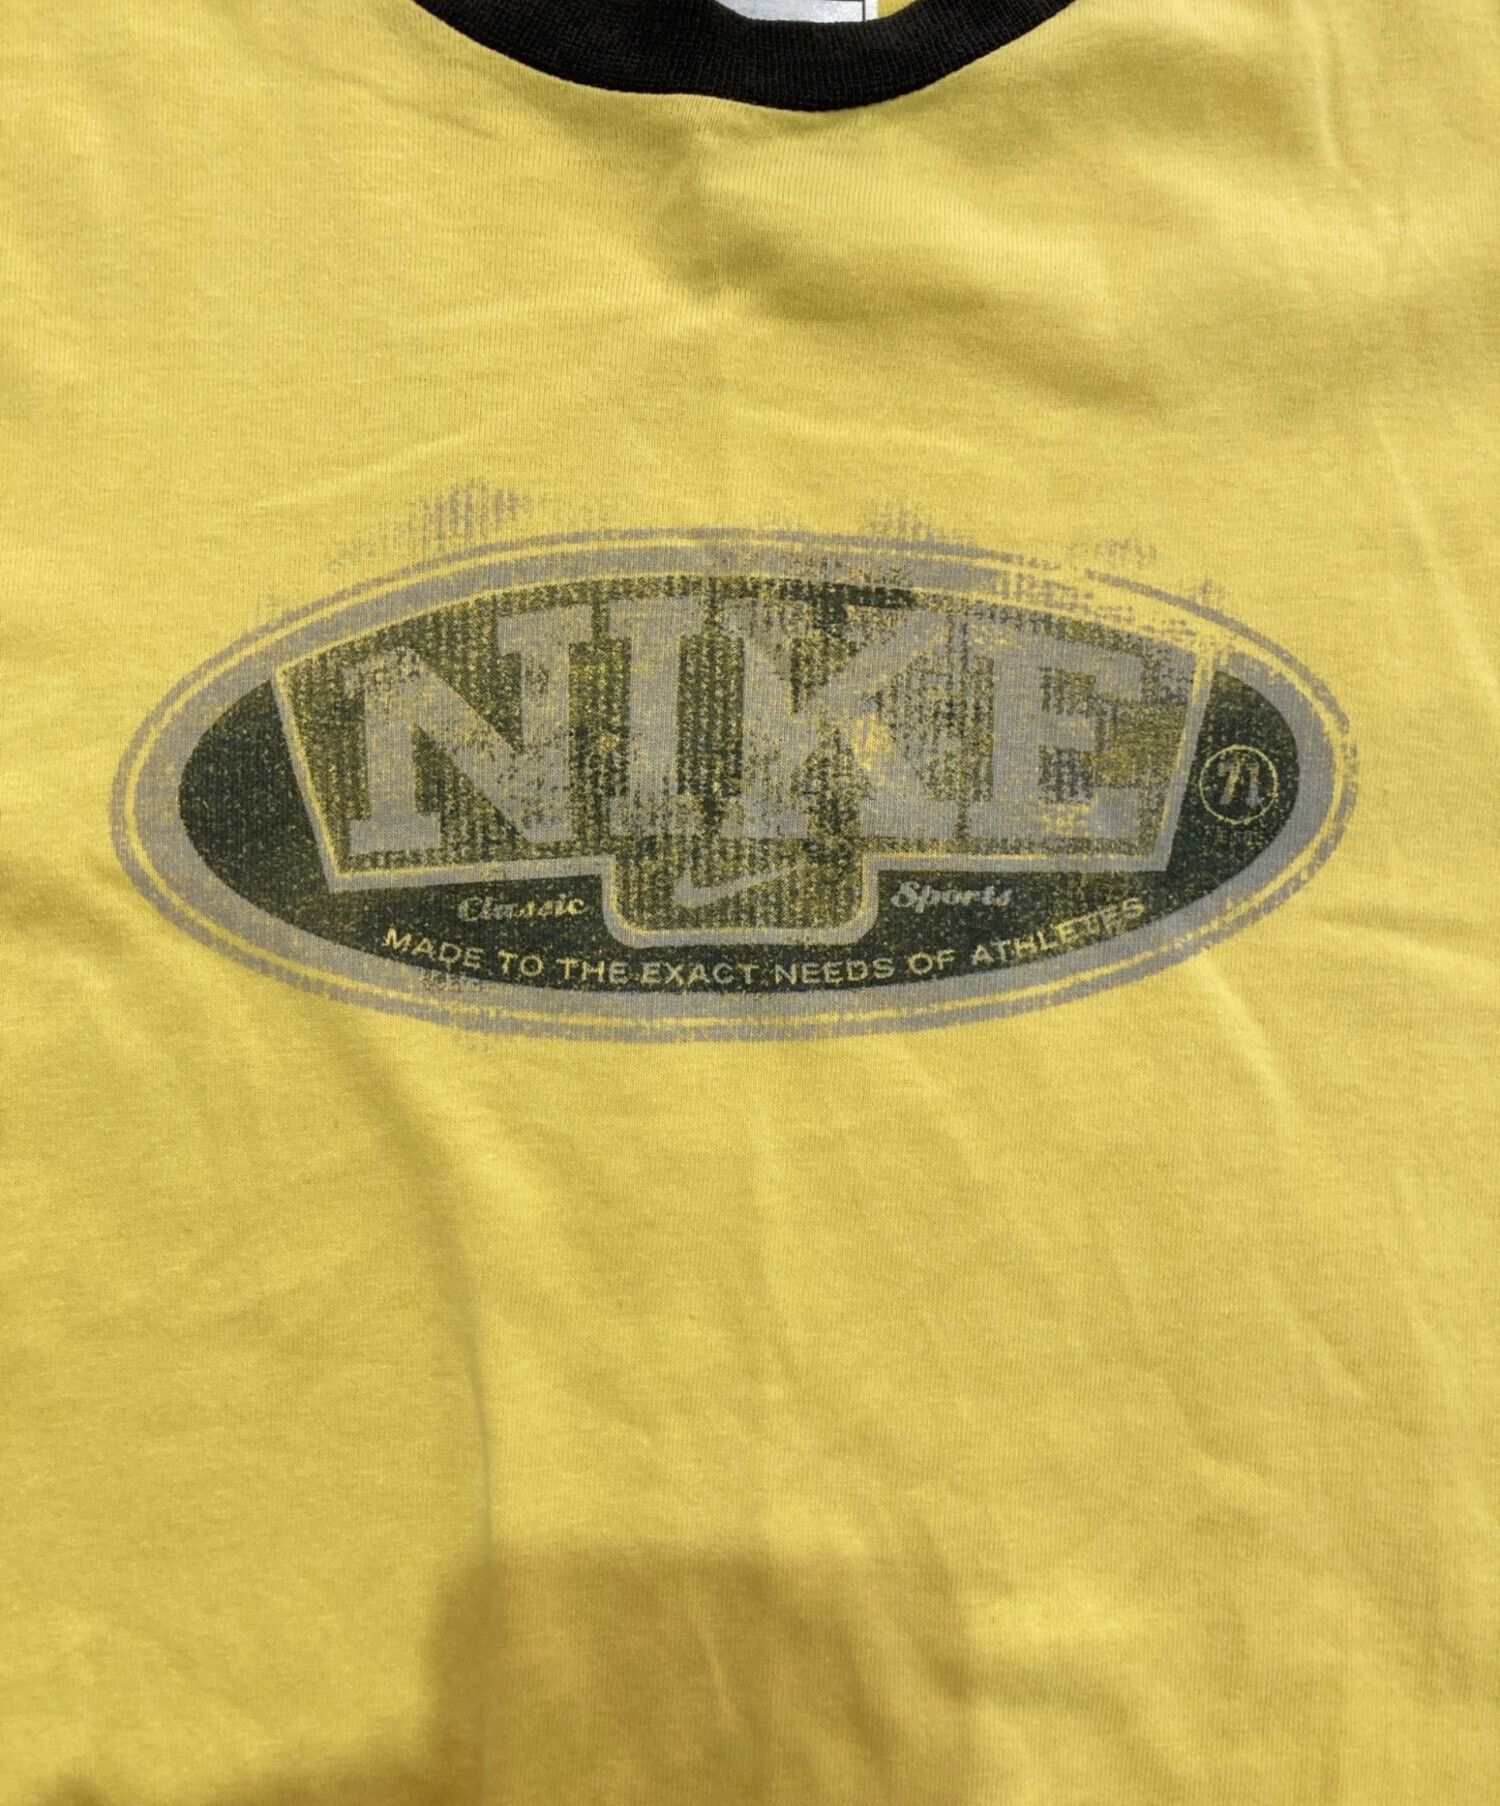 NIKE
Classic Sports
MADE TO THE EXACT NEEDS OF ATHLETES
71